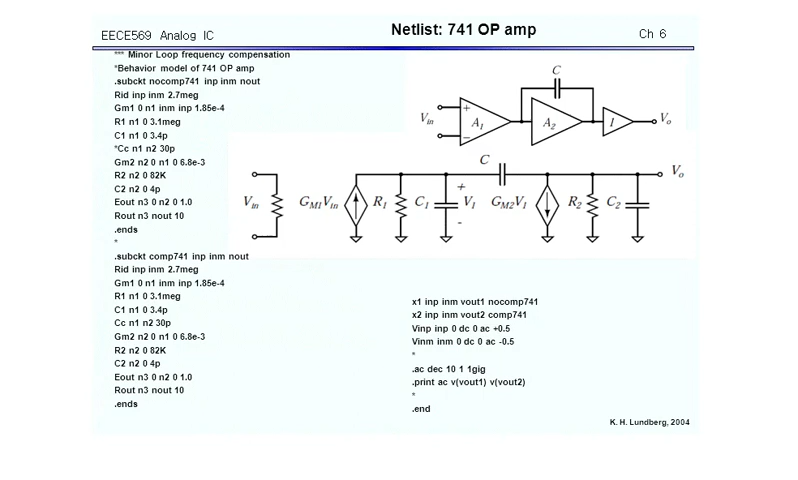 EECE569 Analog IC
Netlist: 741 OP amp
Ch 6
*** Minor Loop frequency compensation
*Behavior model of 741 OP amp
.subckt nocomp741 inp inm nout
Rid inp inm 2.7meg
Gm1 0 n1 inm inp 1.85e-4
R1 n1 0 3.1meg
C1 n1 0 3.4p
*Cc n1 n2 30p
Gm2 n2 0 n1 0 6.8e-3
R2 n2 0 82K
C2 n2 0 4p
Eout n3 0 n2 0 1.0
Rout n3 nout 10
.ends
*
.subckt comp741 inp inm nout
Rid inp inm 2.7meg
Gm1 0 n1 inm inp 1.85e-4
R1 n1 0 3.1meg
C1 n1 0 3.4p
Cc n1 n2 30p
Gm2 n2 0 n1 0 6.8e-3
R2 n2 0 82K
C2 n2 0 4p
Eout n3 0 n2 0 1.0
Rout n3 nout 10
.ends
C
Vin + − A1 A2 1 Vo
C
Vo
Vin GM1Vin R1 C1 + V1 - GM2V1 R2 C2
x1 inp inm vout1 nocomp741
x2 inp inm vout2 comp741
Vinp inp 0 dc 0 ac +0.5
Vinm inm 0 dc 0 ac -0.5
*
.ac dec 10 1 1gig
.print ac v(vout1) v(vout2)
*
.end
K. H. Lundberg, 2004